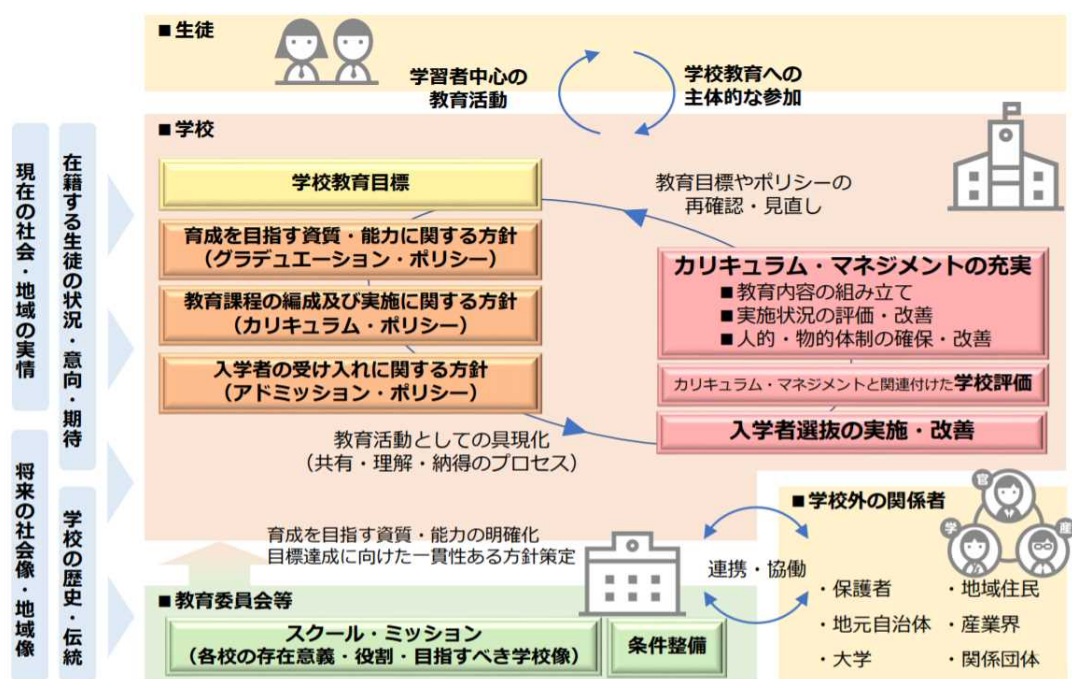 ■生徒
学習者中心の
教育活動
学校教育への
主体的な参加
現在の社会・地域の実情
将来の社会像・地域像
在籍する生徒の状況・意向・期待
学校の歴史・伝統
■学校
学校教育目標
育成を目指す資質・能力に関する方針
（グラデュエーション・ポリシー）
教育課程の編成及び実施に関する方針
（カリキュラム・ポリシー）
入学者の受け入れに関する方針
（アドミッション・ポリシー）
教育目標やポリシーの
再確認・見直し
カリキュラム・マネジメントの充実
■教育内容の組み立て
■実施状況の評価・改善
■人的・物的体制の確保・改善
カリキュラム・マネジメントと関連付けた学校評価
入学者選抜の実施・改善
教育活動としての具現化
（共有・理解・納得のプロセス）
育成を目指す資質・能力の明確化
目標達成に向けた一貫性ある方針策定
■教育委員会等
スクール・ミッション
（各校の存在意義・役割・目指すべき学校像）
条件整備
連携・協働
■学校外の関係者
官
学
産
・保護者
・地域住民
・地元自治体
・産業界
・大学
・関係団体